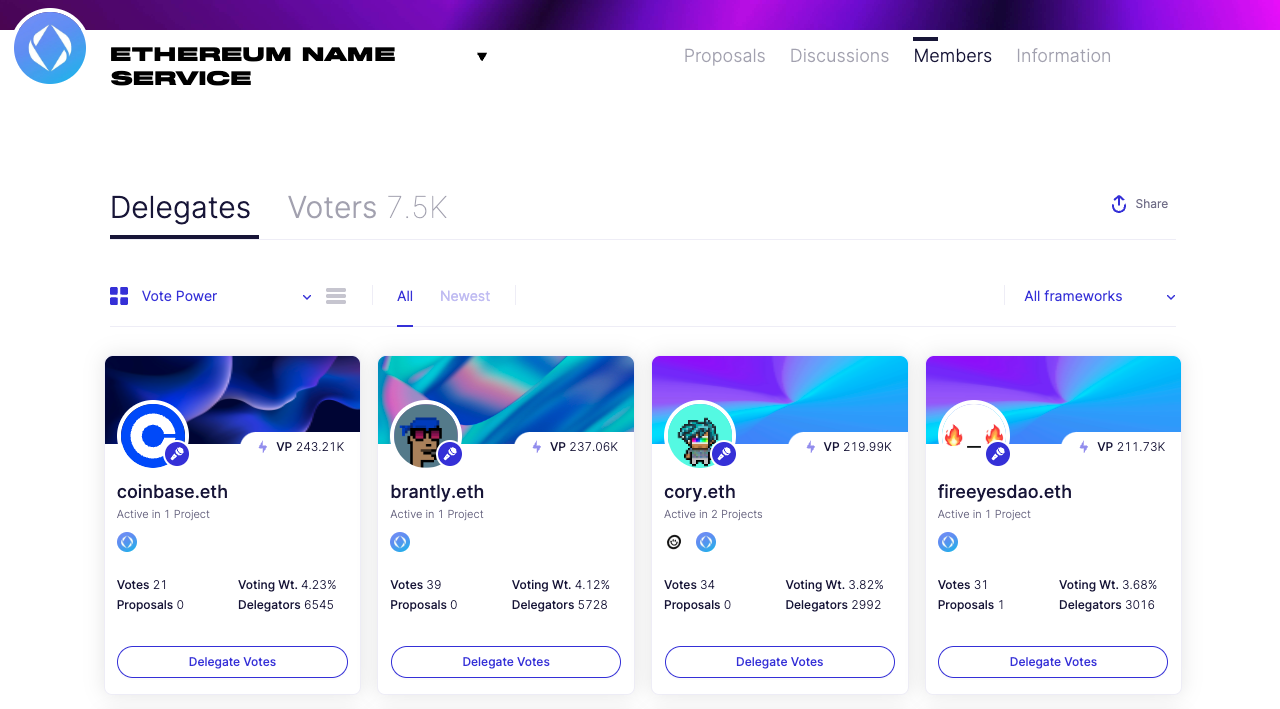 ETHEREUM NAME
SERVICE
Proposals Discussions Members Information
Delegates Voters 7.5K
Share
Vote Power All Newest All frameworks
VP 243.21K
coinbase.eth
Active in 1 Project
Votes 21 Voting Wt. 4.23%
Proposals 0 Delegators 6545
Delegate Votes
VP 237.06K
brantly.eth
Active in 1 Project
Votes 39 Voting Wt. 4.12%
Proposals 0 Delegators 5728
Delegate Votes
VP 219.99K
cory.eth
Active in 2 Projects
Votes 34 Voting Wt. 3.82%
Proposals 0 Delegators 2992
Delegate Votes
VP 211.73K
fireeyesdao.eth
Active in 1 Project
Votes 31 Voting Wt. 3.68%
Proposals 1 Delegators 3016
Delegate Votes